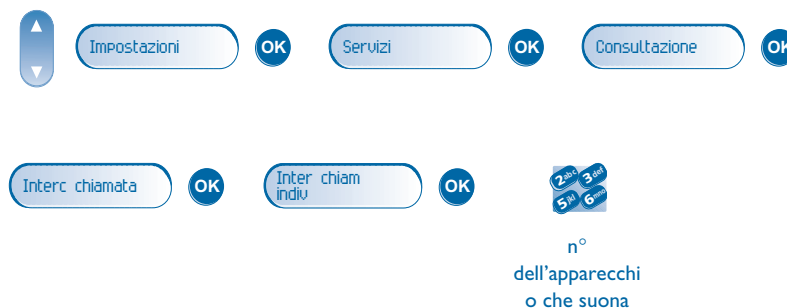 Impostazioni OK Servizi OK Consultazione OK
Interc chiamata OK Inter chiam
indiv OK 2abc 3def
5jkl 6mno
n°
dell'apparecchi
o che suona